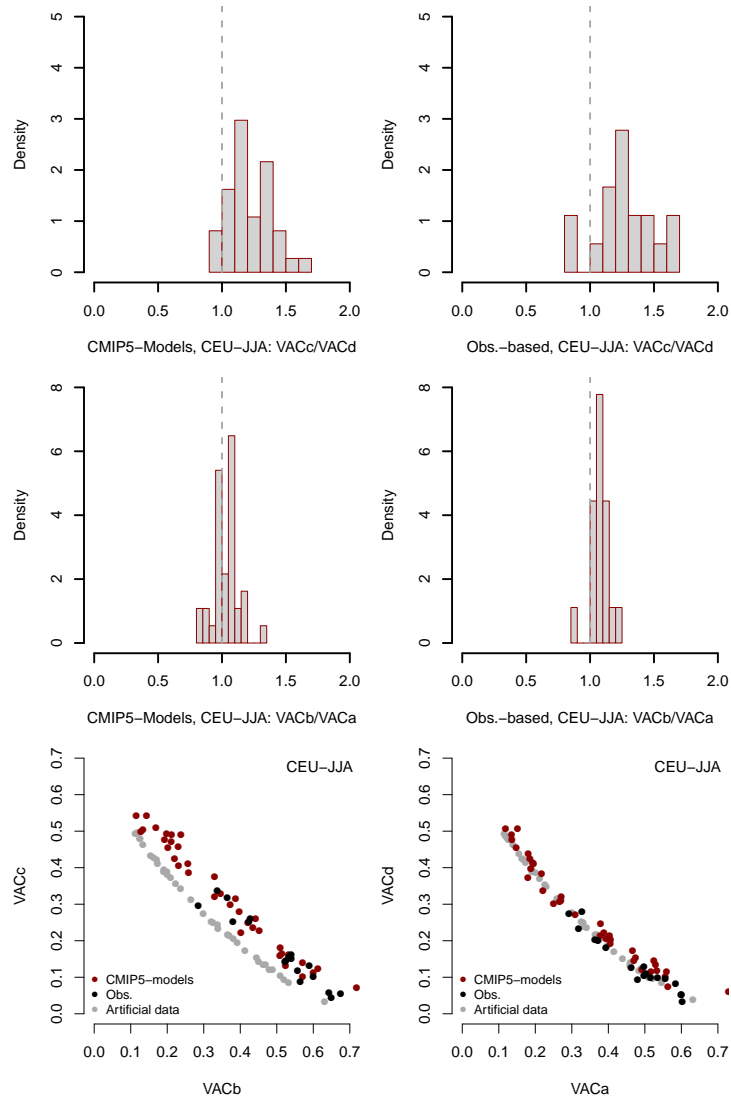 5
4
3
2
1
0
Density
0.0 0.5 1.0 1.5 2.0
CMIP5−Models, CEU−JJA: VACc/VACd
5
4
3
2
1
0
Density
0.0 0.5 1.0 1.5 2.0
Obs.−based, CEU−JJA: VACc/VACd
8
6
4
2
0
Density
0.0 0.5 1.0 1.5 2.0
CMIP5−Models, CEU−JJA: VACb/VACa
8
6
4
2
0
Density
0.0 0.5 1.0 1.5 2.0
Obs.−based, CEU−JJA: VACb/VACa
CEU−JJA
0.7
0.6
0.5
0.4
0.3
0.2
0.1
0.0
VACc
CMIP5−models
Obs.
Artificial data
0.0 0.1 0.2 0.3 0.4 0.5 0.6 0.7
VACb
CEU−JJA
0.7
0.6
0.5
0.4
0.3
0.2
0.1
0.0
VACd
CMIP5−models
Obs.
Artificial data
0.0 0.1 0.2 0.3 0.4 0.5 0.6 0.7
VACa